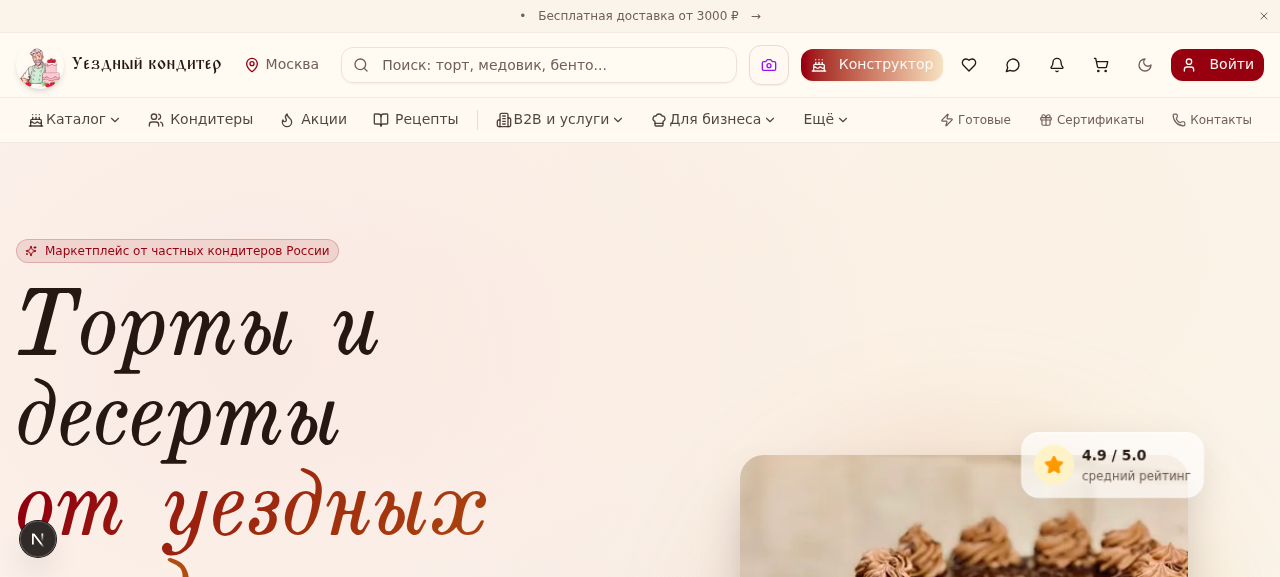 • Бесплатная доставка от 3000 ₽ →
Уездный кондитер
Москва
Поиск: торт, медовик, бенто...
Конструктор
Войти
Каталог
Кондитеры
Акции
Рецепты
B2B и услуги
Для бизнеса
Ещё
Готовые
Сертификаты
Контакты
Маркетплейс от частных кондитеров России
Торты и
десерты
от уездных
4.9 / 5.0
средний рейтинг
N